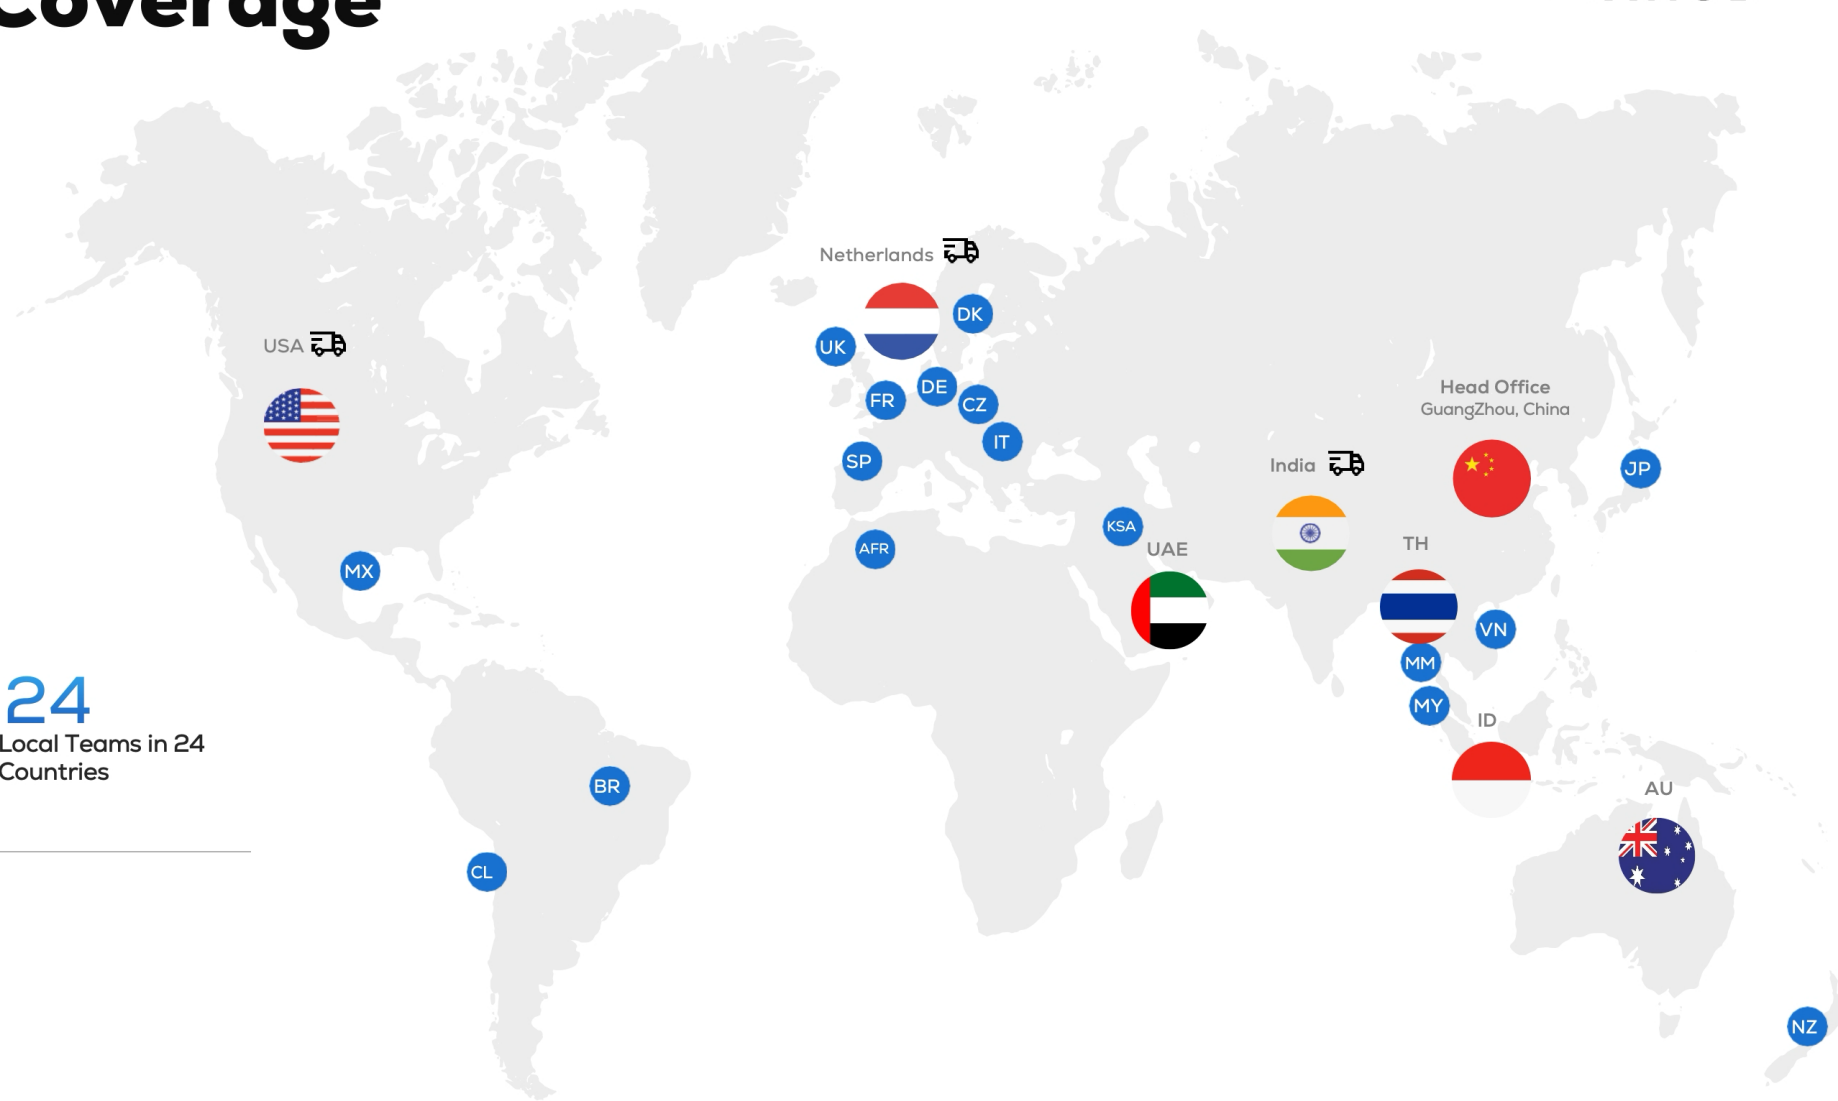 Coverage
Netherlands
DK
UK
USA
DE
FR
CZ
Head Office
GuangZhou, China
IT
SP
India
JP
KSA
AFR
UAE
TH
MX
VN
MM
24
Local Teams in 24
Countries
MY
ID
BR
AU
CL
NZ